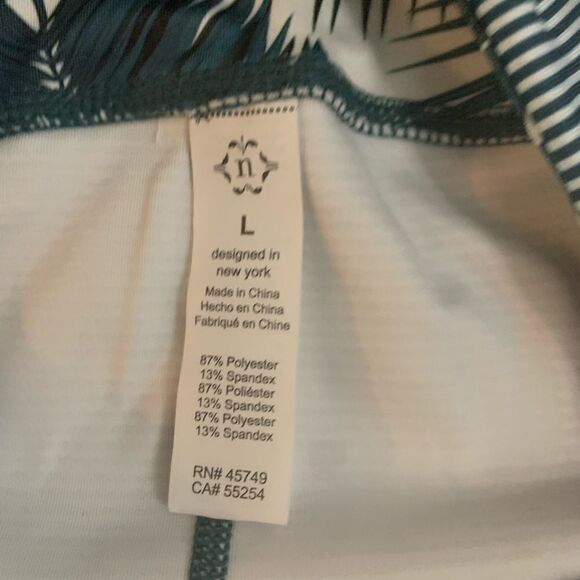 n
L
designed in
new york
Made in China
Hecho en China
Fabriqué en Chine
87% Polyester
13% Spandex
87% Poliéster
13% Spandex
87% Polyester
13% Spandex
RN# 45749
CA# 55254